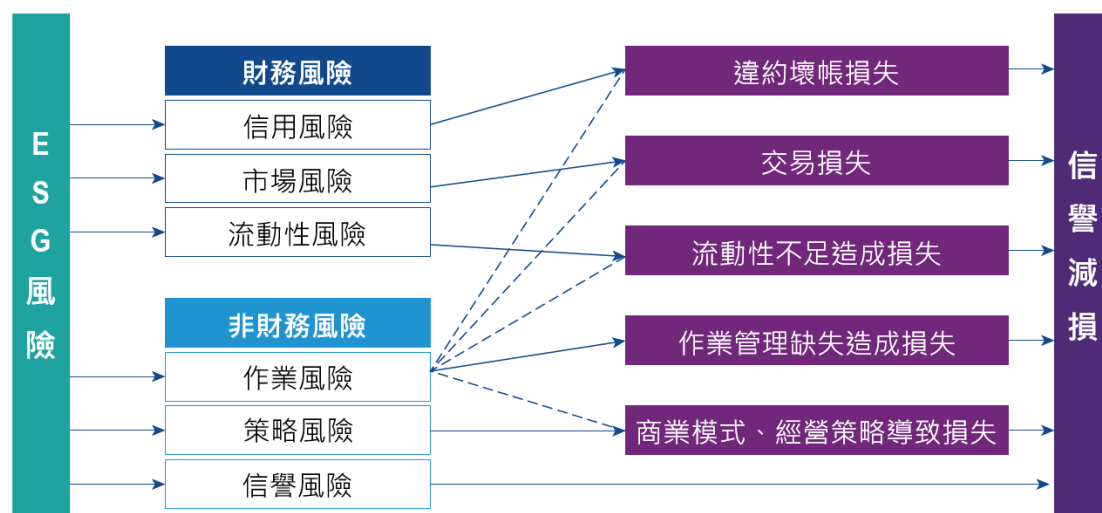 ESG風險
財務風險
信用風險
市場風險
流動性風險
非財務風險
作業風險
策略風險
信譽風險
違約壞帳損失
交易損失
流動性不足造成損失
作業管理缺失造成損失
商業模式、經營策略導致損失
信譽減損